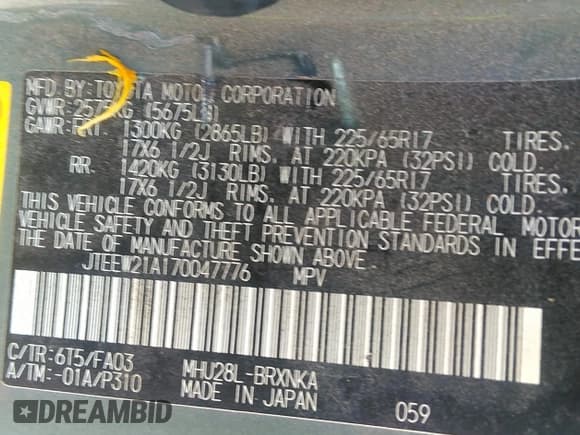 MFD. BY: TOYOTA MOTOR CORPORATION
GVWR: 2575KG (5675LB)
GAWR: FRT. 1300KG (2865LB) WITH 225/65R17 TIRES.
17X6 1/2J RIMS. AT 220KPA (32PSI) COLD.
RR. 1420KG (3130LB) WITH 225/65R17 TIRES.
17X6 1/2J RIMS. AT 220KPA (32PSI) COLD.
THIS VEHICLE CONFORMS TO ALL APPLICABLE FEDERAL MOTOR
VEHICLE SAFETY AND THEFT PREVENTION STANDARDS IN EFFE
THE DATE OF MANUFACTURE SHOWN ABOVE.
JTEEW21A170047776 MPV
C/TR: 6T5/FA03 MHU28L-BRXNKA
A/TM: -01A/P310 MADE IN JAPAN 059
DREAMBID